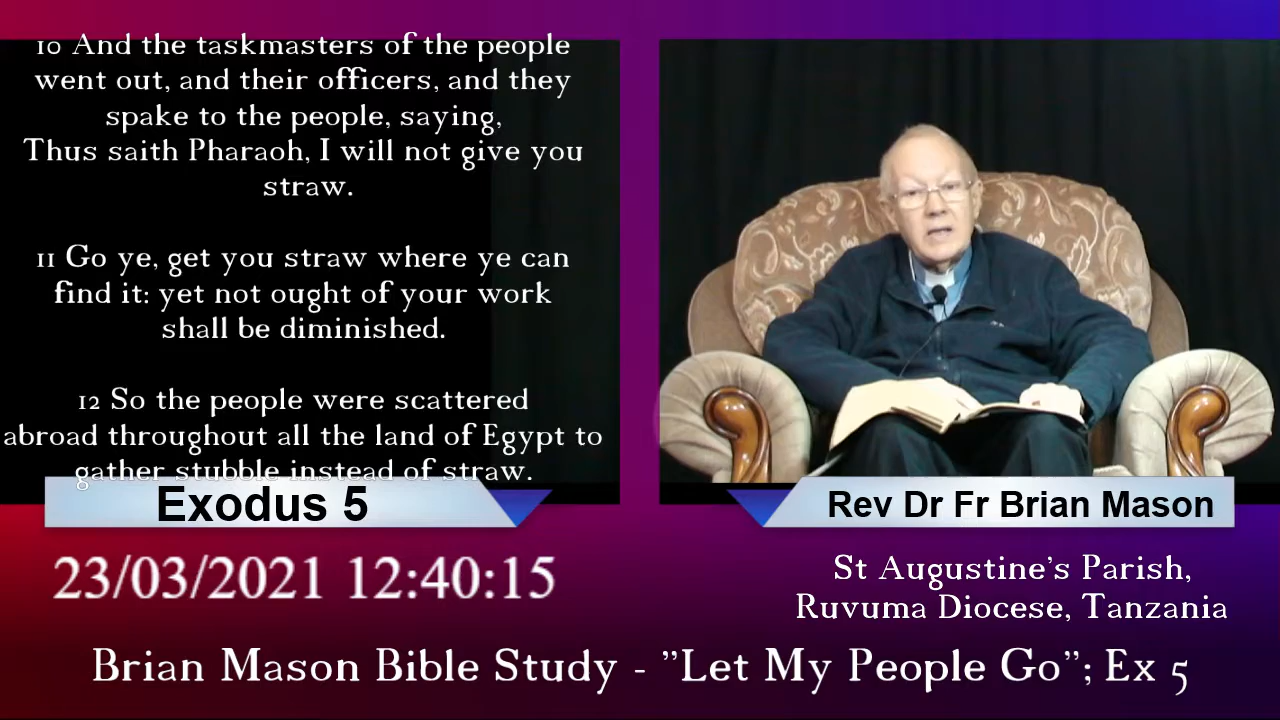 10 And the taskmasters of the people
went out, and their officers, and they
spake to the people, saying,
Thus saith Pharaoh, I will not give you
straw.
11 Go ye, get you straw where ye can
find it: yet not ought of your work
shall be diminished.
12 So the people were scattered
abroad throughout all the land of Egypt to
gather stubble instead of straw.
Exodus 5
Rev Dr Fr Brian Mason
23/03/2021 12:40:15
St Augustine's Parish,
Ruvuma Diocese, Tanzania
Brian Mason Bible Study - "Let My People Go"; Ex 5